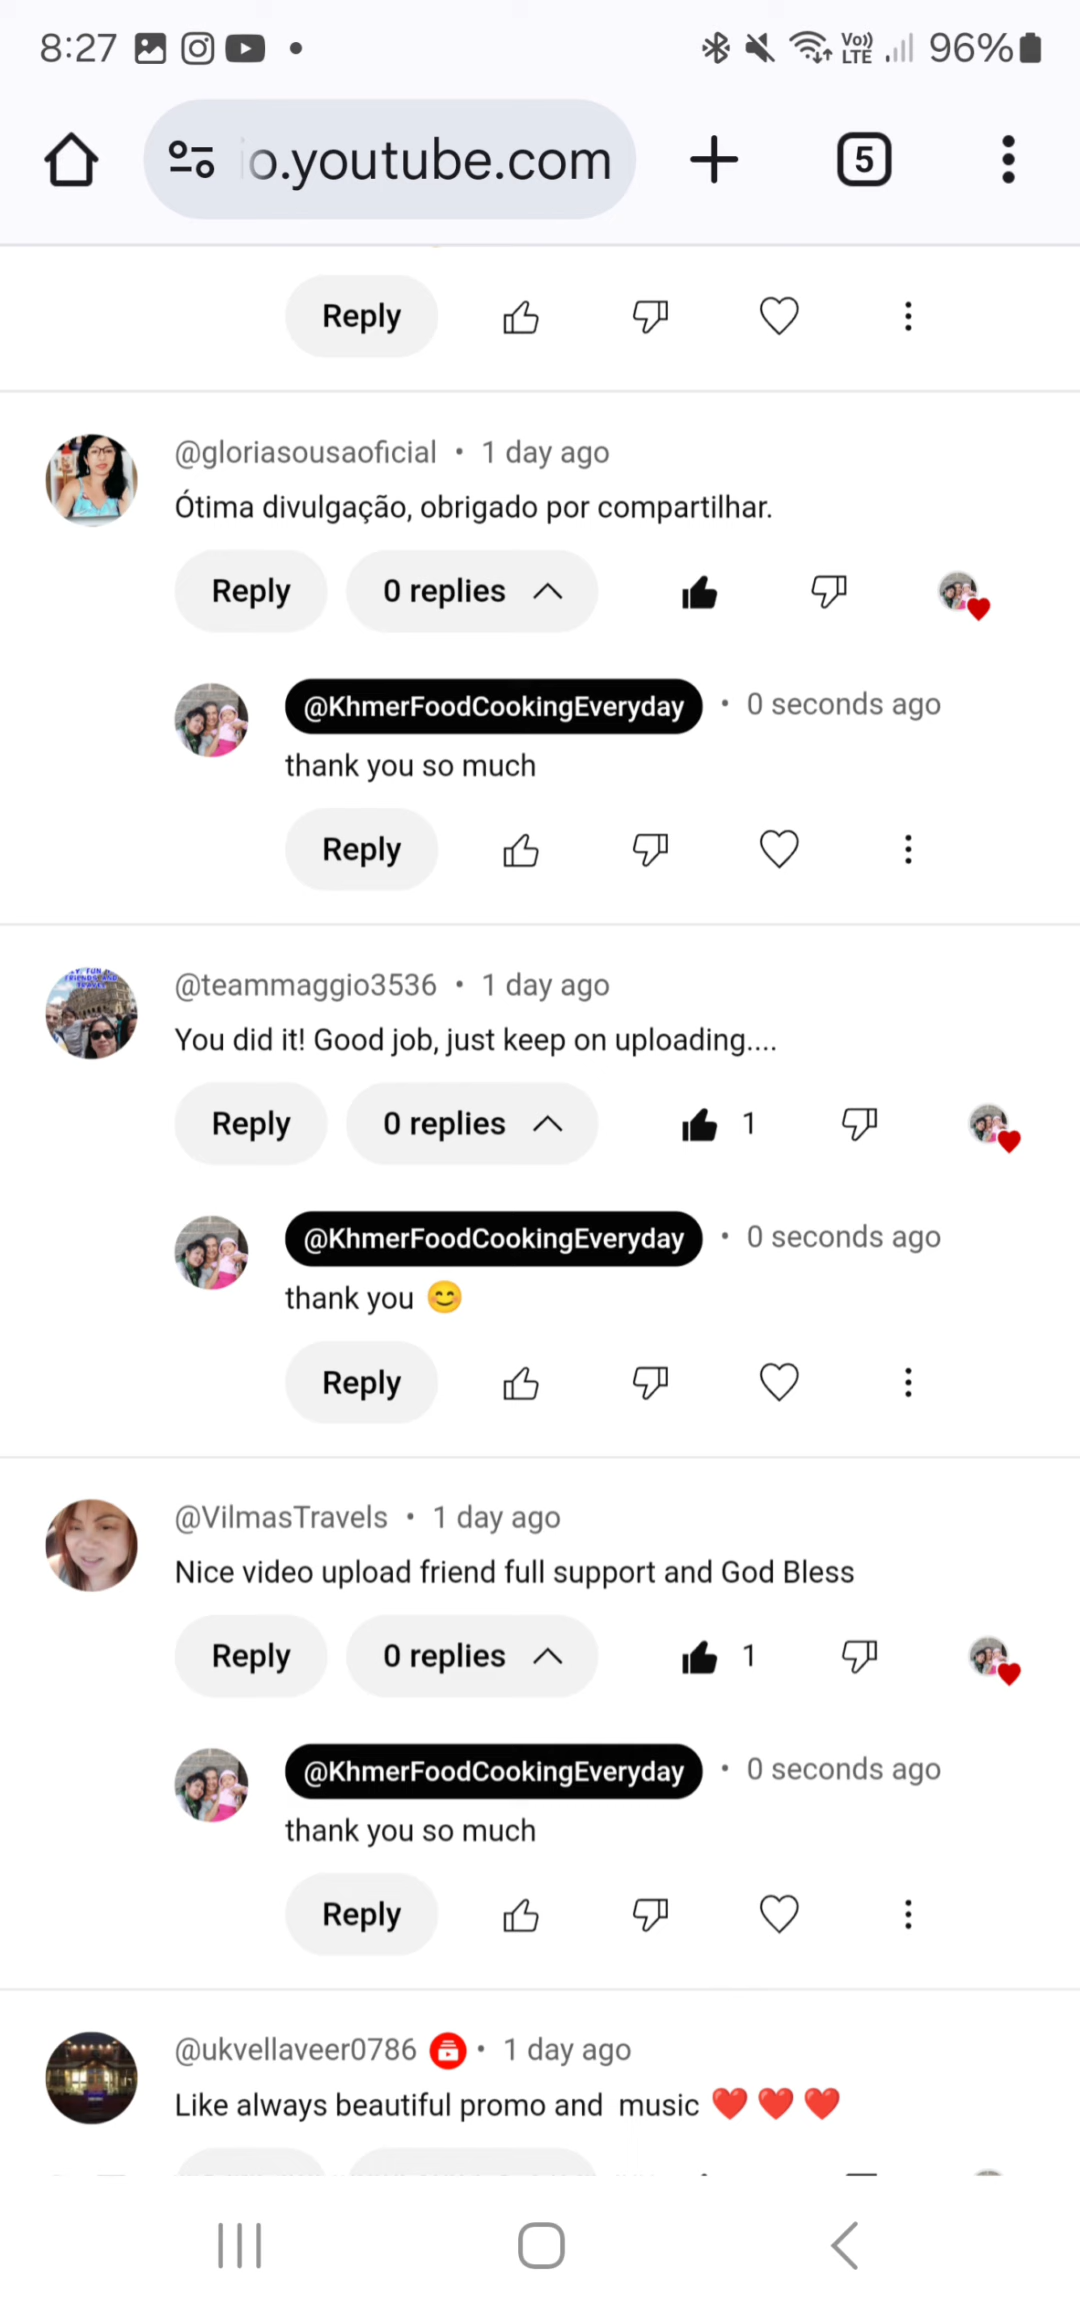 8:27
Vo))
LTE
96%
o.youtube.com
5
Reply
@gloriasousaoficial • 1 day ago
Ótima divulgação, obrigado por compartilhar.
Reply
0 replies
@KhmerFoodCookingEveryday • 0 seconds ago
thank you so much
Reply
@teammaggio3536 • 1 day ago
You did it! Good job, just keep on uploading....
Reply
0 replies
1
@KhmerFoodCookingEveryday • 0 seconds ago
thank you 😊
Reply
@VilmasTravels • 1 day ago
Nice video upload friend full support and God Bless
Reply
0 replies
1
@KhmerFoodCookingEveryday • 0 seconds ago
thank you so much
Reply
@ukvellaveer0786 • 1 day ago
Like always beautiful promo and  music ❤️ ❤️ ❤️